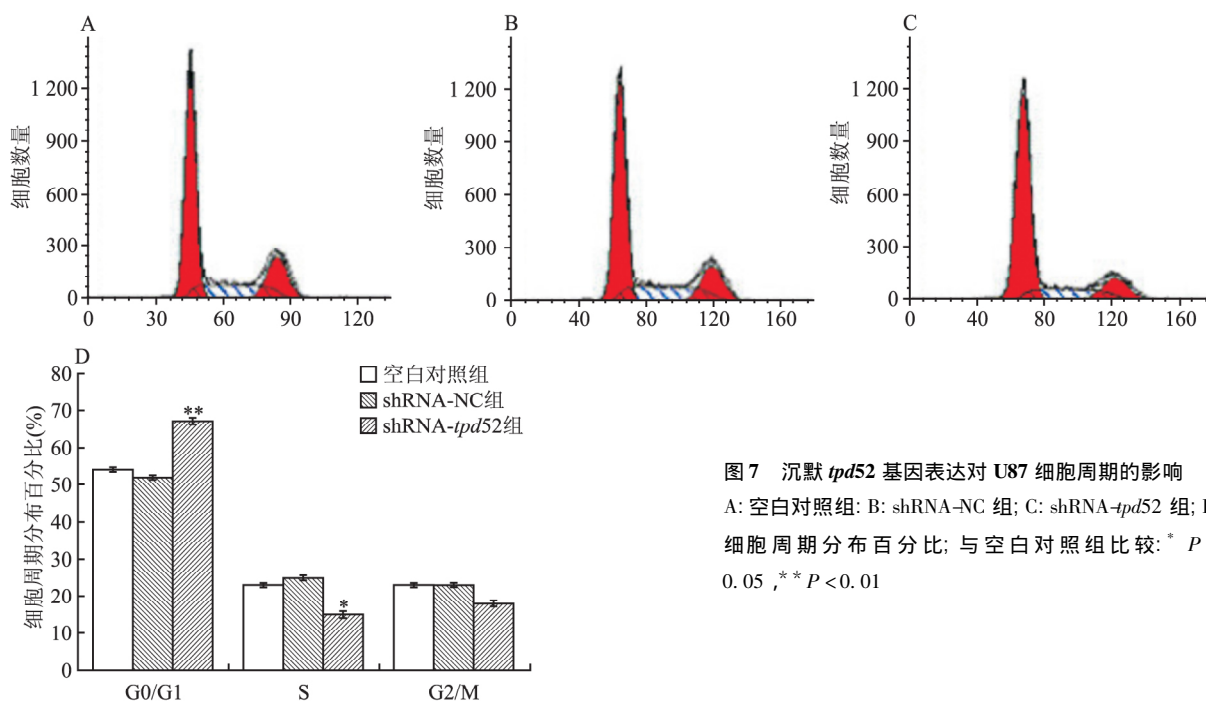 A
B
C
细胞数量
1 200
900
600
300
0
0 30 60 90 120
细胞数量
1 200
900
600
300
0
0 40 80 120 160
细胞数量
1 200
900
600
300
0
0 40 80 120 160
D
细胞周期分布百分比(%)
80
70
60
50
40
30
20
10
0
**
*
G0/G1 S G2/M
空白对照组
shRNA-NC组
shRNA-tpd52组
图7 沉默 tpd52 基因表达对 U87 细胞周期的影响
A: 空白对照组: B: shRNA-NC 组; C: shRNA-tpd52 组;
细胞周期分布百分比; 与空白对照组比较: * P
0. 05 ,** P < 0. 01